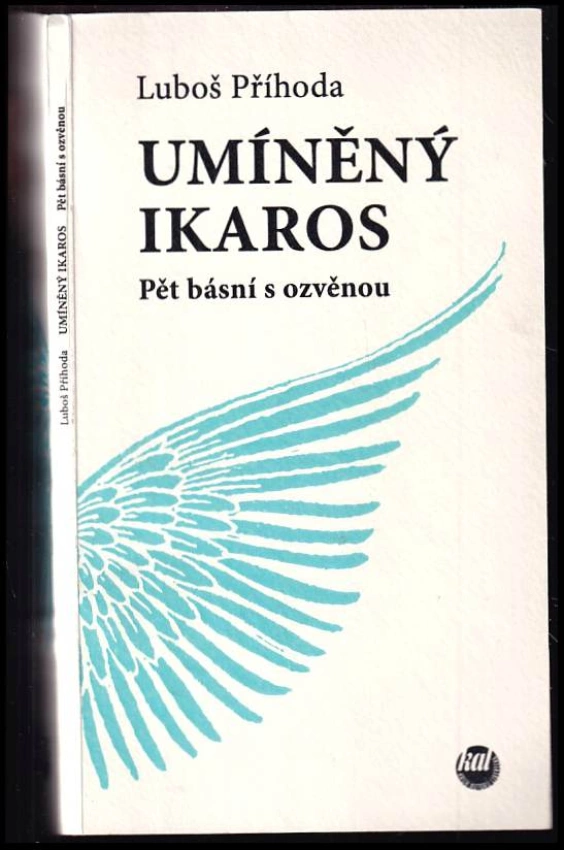 Luboš Příhoda
UMÍNĚNÝ
IKAROS
Pět básní s ozvěnou
Luboš Příhoda UMÍNĚNÝ IKAROS Pět básní s ozvěnou
kal